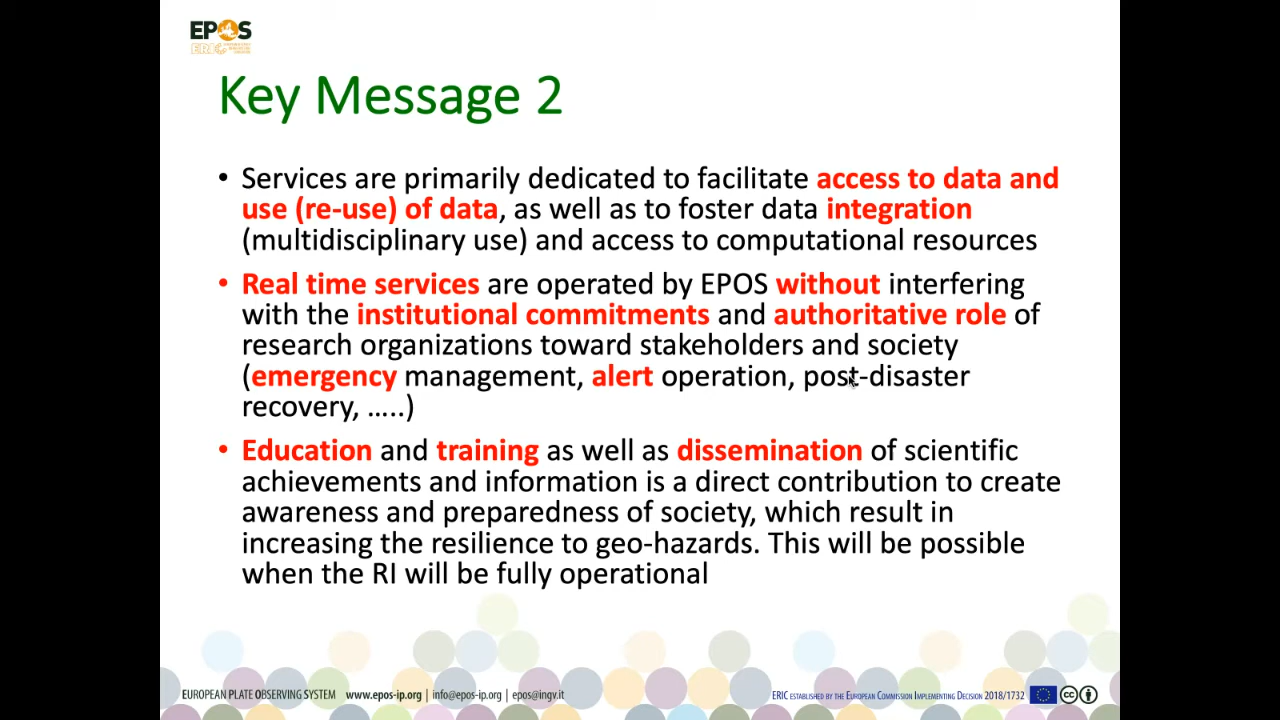 EPOS
ERIC
Key Message 2
• Services are primarily dedicated to facilitate access to data and
use (re-use) of data, as well as to foster data integration
(multidisciplinary use) and access to computational resources
• Real time services are operated by EPOS without interfering
with the institutional commitments and authoritative role of
research organizations toward stakeholders and society
(emergency management, alert operation, post-disaster
recovery, …..)
• Education and training as well as dissemination of scientific
achievements and information is a direct contribution to create
awareness and preparedness of society, which result in
increasing the resilience to geo-hazards. This will be possible
when the RI will be fully operational
EUROPEAN PLATE OBSERVING SYSTEM www.epos-ip.org | info@epos-ip.org | epos@ingv.it
ERIC ESTABLISHED BY THE EUROPEAN COMMISSION IMPLEMENTING DECISION 2018/1732